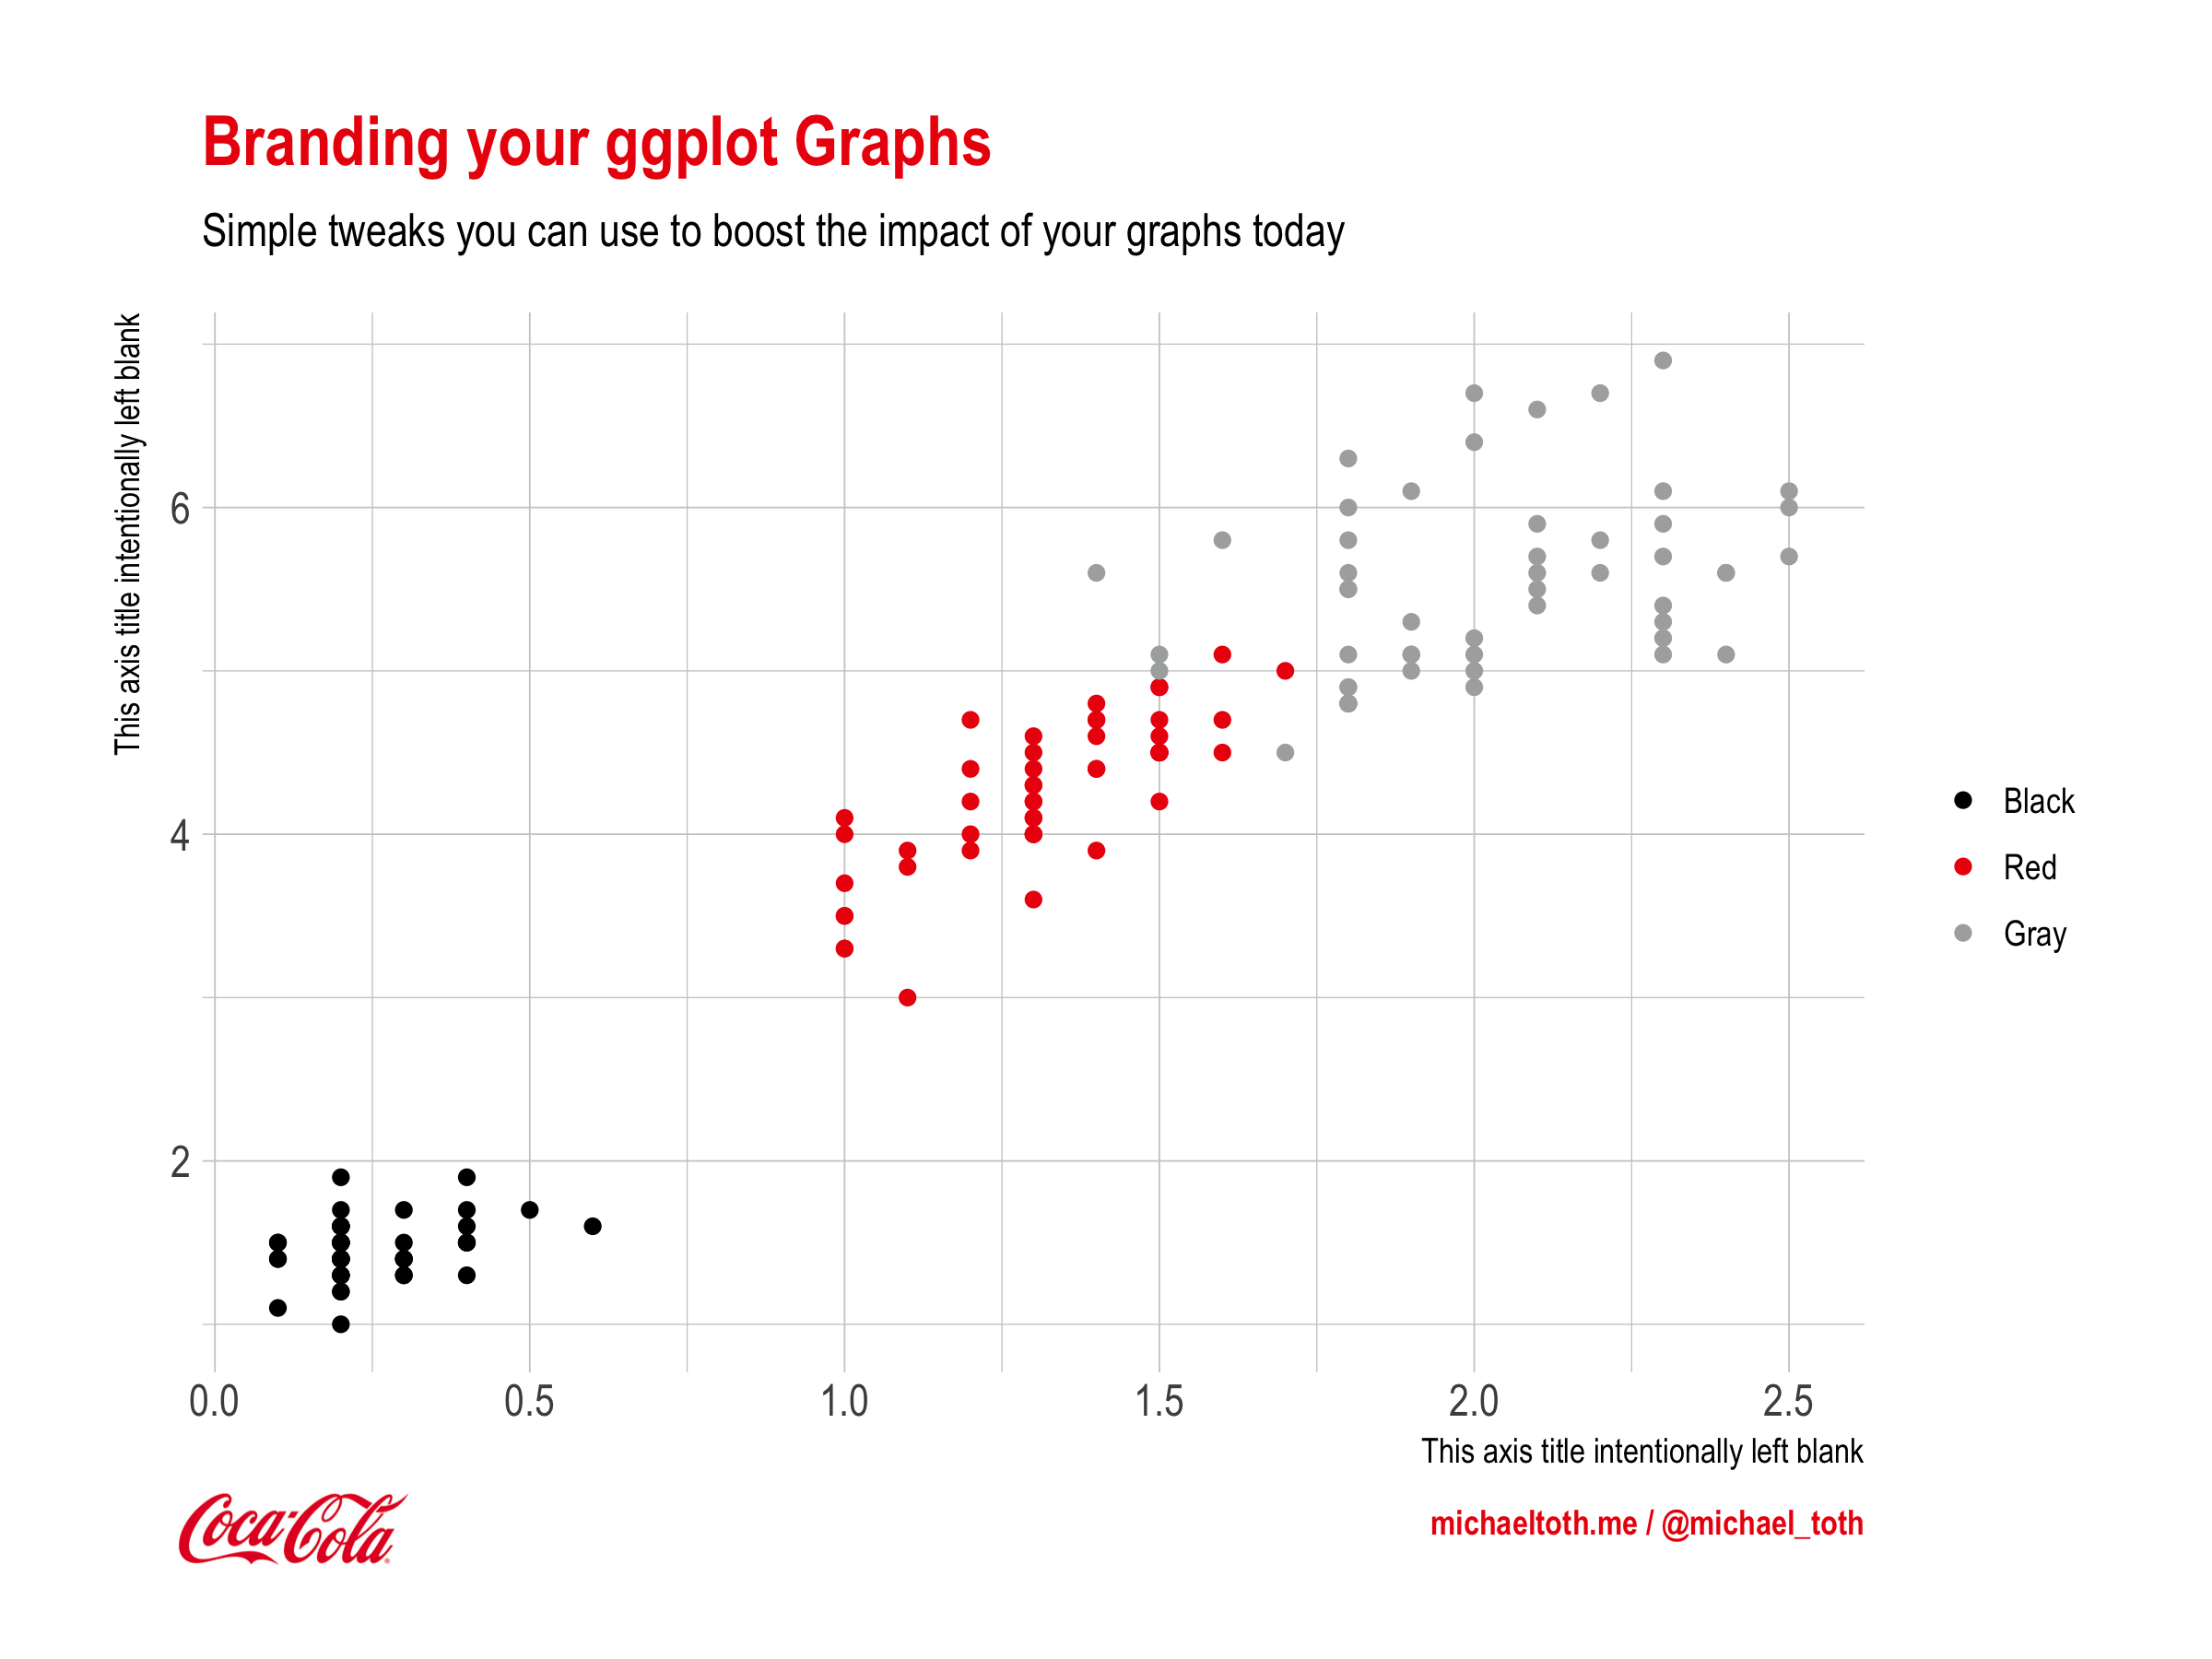 Branding your ggplot Graphs
Simple tweaks you can use to boost the impact of your graphs today
This axis title intentionally left blank
6
4
2
Black
Red
Gray
0.0 0.5 1.0 1.5 2.0 2.5
This axis title intentionally left blank
Coca-Cola®
michaeltoth.me / @michael_toth